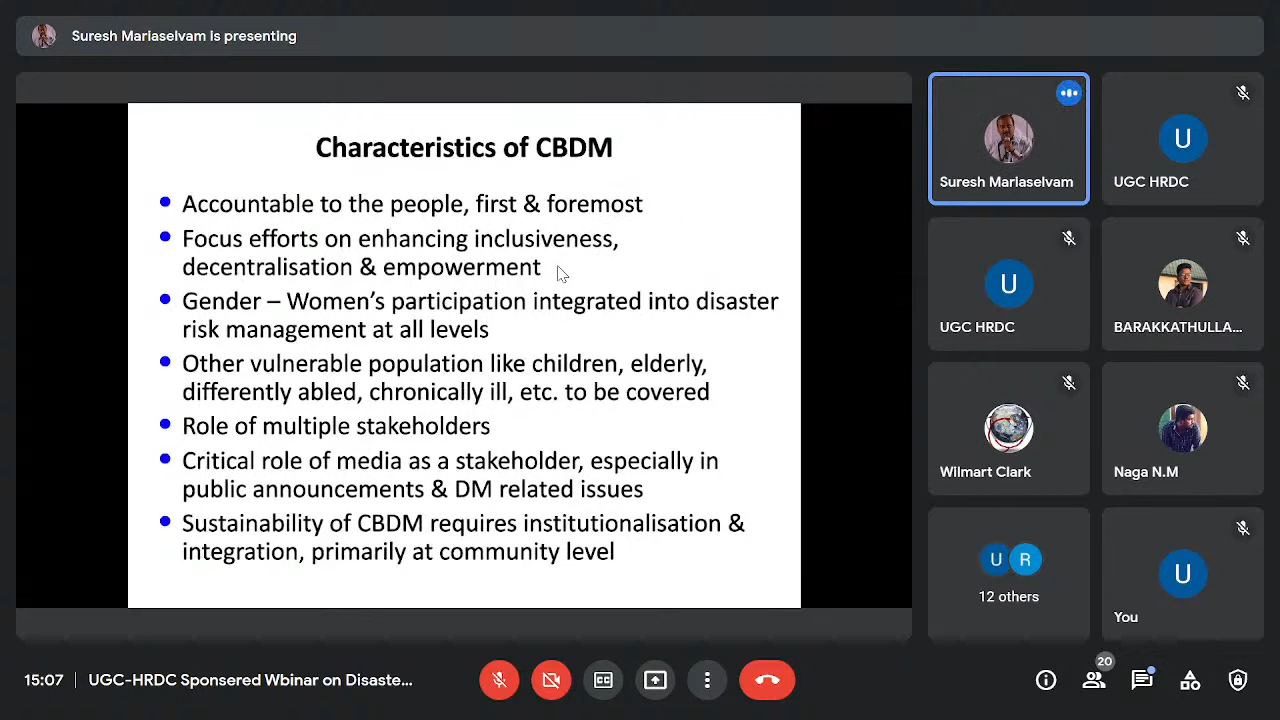 Suresh Mariaselvam is presenting
Characteristics of CBDM
Accountable to the people, first & foremost
Focus efforts on enhancing inclusiveness,
decentralisation & empowerment
Gender – Women's participation integrated into disaster
risk management at all levels
Other vulnerable population like children, elderly,
differently abled, chronically ill, etc. to be covered
Role of multiple stakeholders
Critical role of media as a stakeholder, especially in
public announcements & DM related issues
Sustainability of CBDM requires institutionalisation &
integration, primarily at community level
Suresh Mariaselvam
U
UGC HRDC
U
UGC HRDC
BARAKKATHULLA...
Wilmart Clark
Naga N.M
U R
12 others
U
You
15:07 | UGC-HRDC Sponsered Wbinar on Disaste...
CC
20